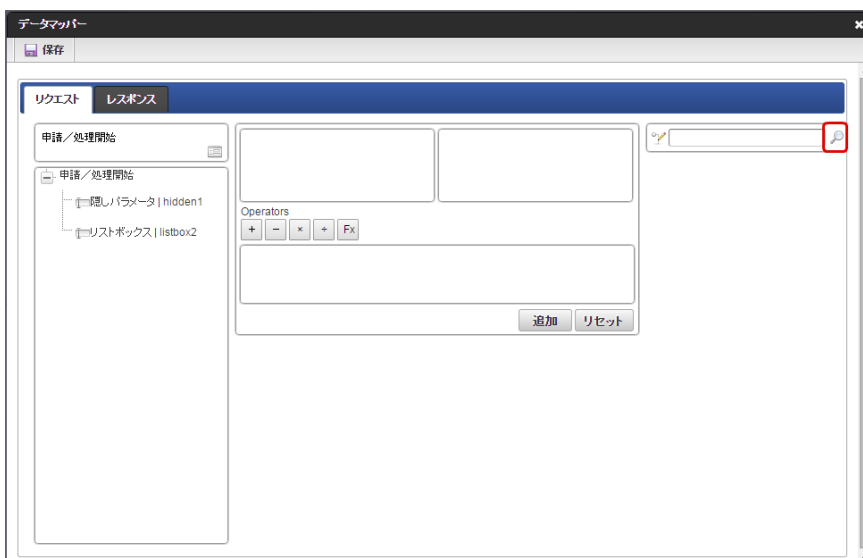 データマッパー
保存
リクエスト レスポンス
申請／処理開始
申請／処理開始
隠しパラメータ | hidden1
リストボックス | listbox2
Operators
+ − × ÷ Fx
追加 リセット